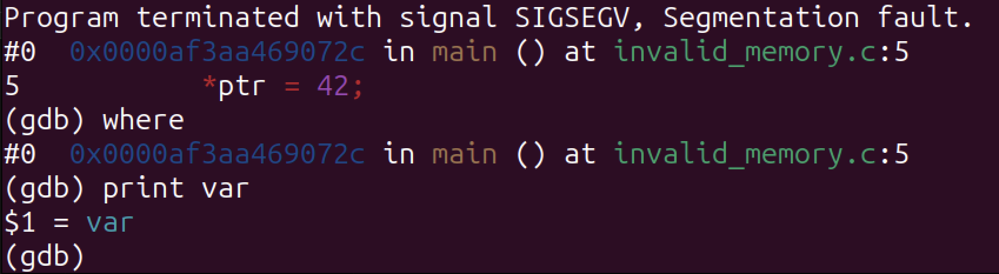 Program terminated with signal SIGSEGV, Segmentation fault.
#0  0x0000af3aa469072c in main () at invalid_memory.c:5
5           *ptr = 42;
(gdb) where
#0  0x0000af3aa469072c in main () at invalid_memory.c:5
(gdb) print var
$1 = var
(gdb)